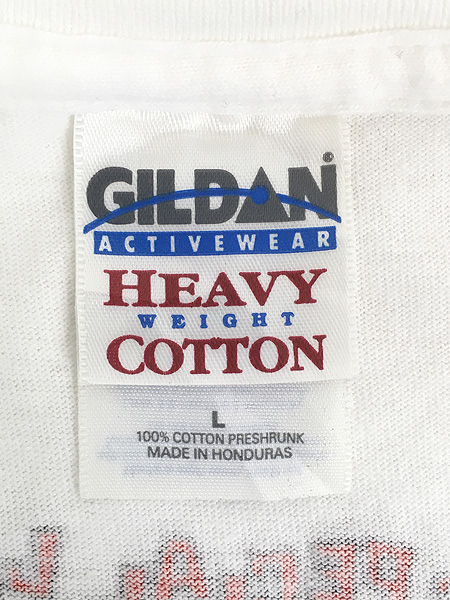 GILDAN®
ACTIVEWEAR
HEAVY
WEIGHT
COTTON
L
100% COTTON PRESHRUNK
MADE IN HONDURAS